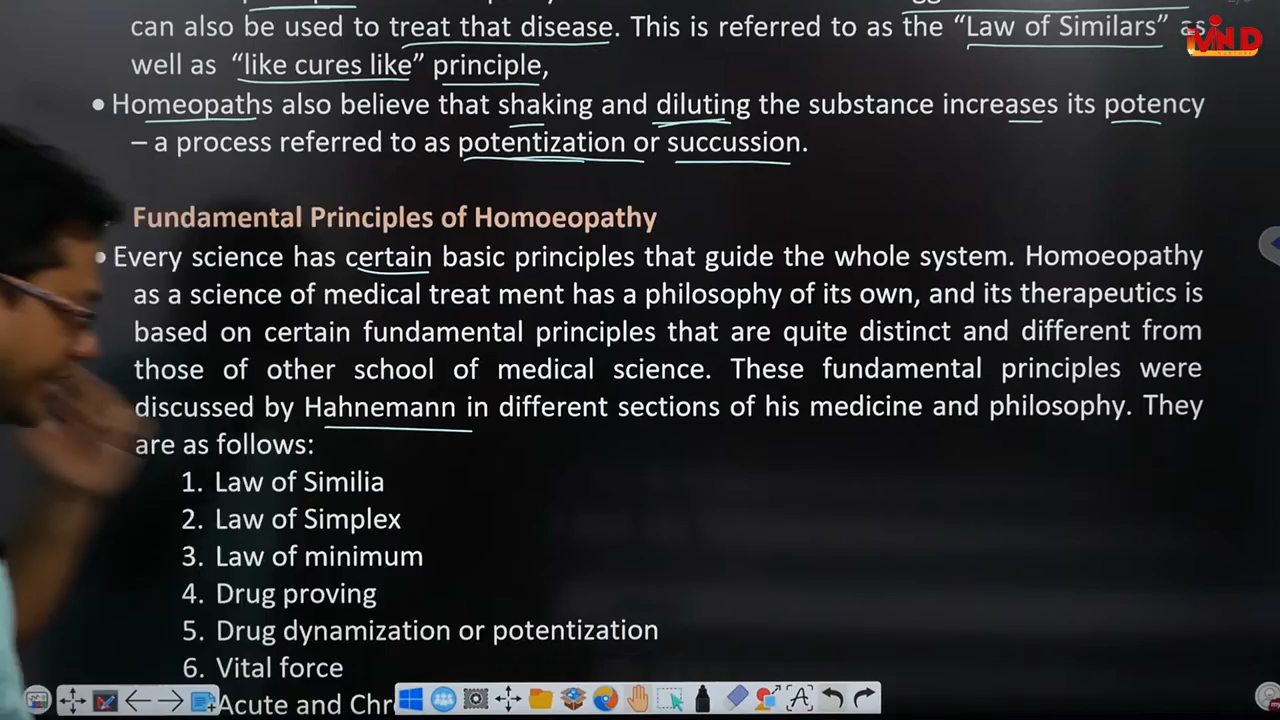 can also be used to treat that disease. This is referred to as the “Law of Similars” as
well as “like cures like” principle,
• Homeopaths also believe that shaking and diluting the substance increases its potency
– a process referred to as potentization or succussion.
Fundamental Principles of Homoeopathy
• Every science has certain basic principles that guide the whole system. Homoeopathy
as a science of medical treat ment has a philosophy of its own, and its therapeutics is
based on certain fundamental principles that are quite distinct and different from
those of other school of medical science. These fundamental principles were
discussed by Hahnemann in different sections of his medicine and philosophy. They
are as follows:
1. Law of Similia
2. Law of Simplex
3. Law of minimum
4. Drug proving
5. Drug dynamization or potentization
6. Vital force
Acute and